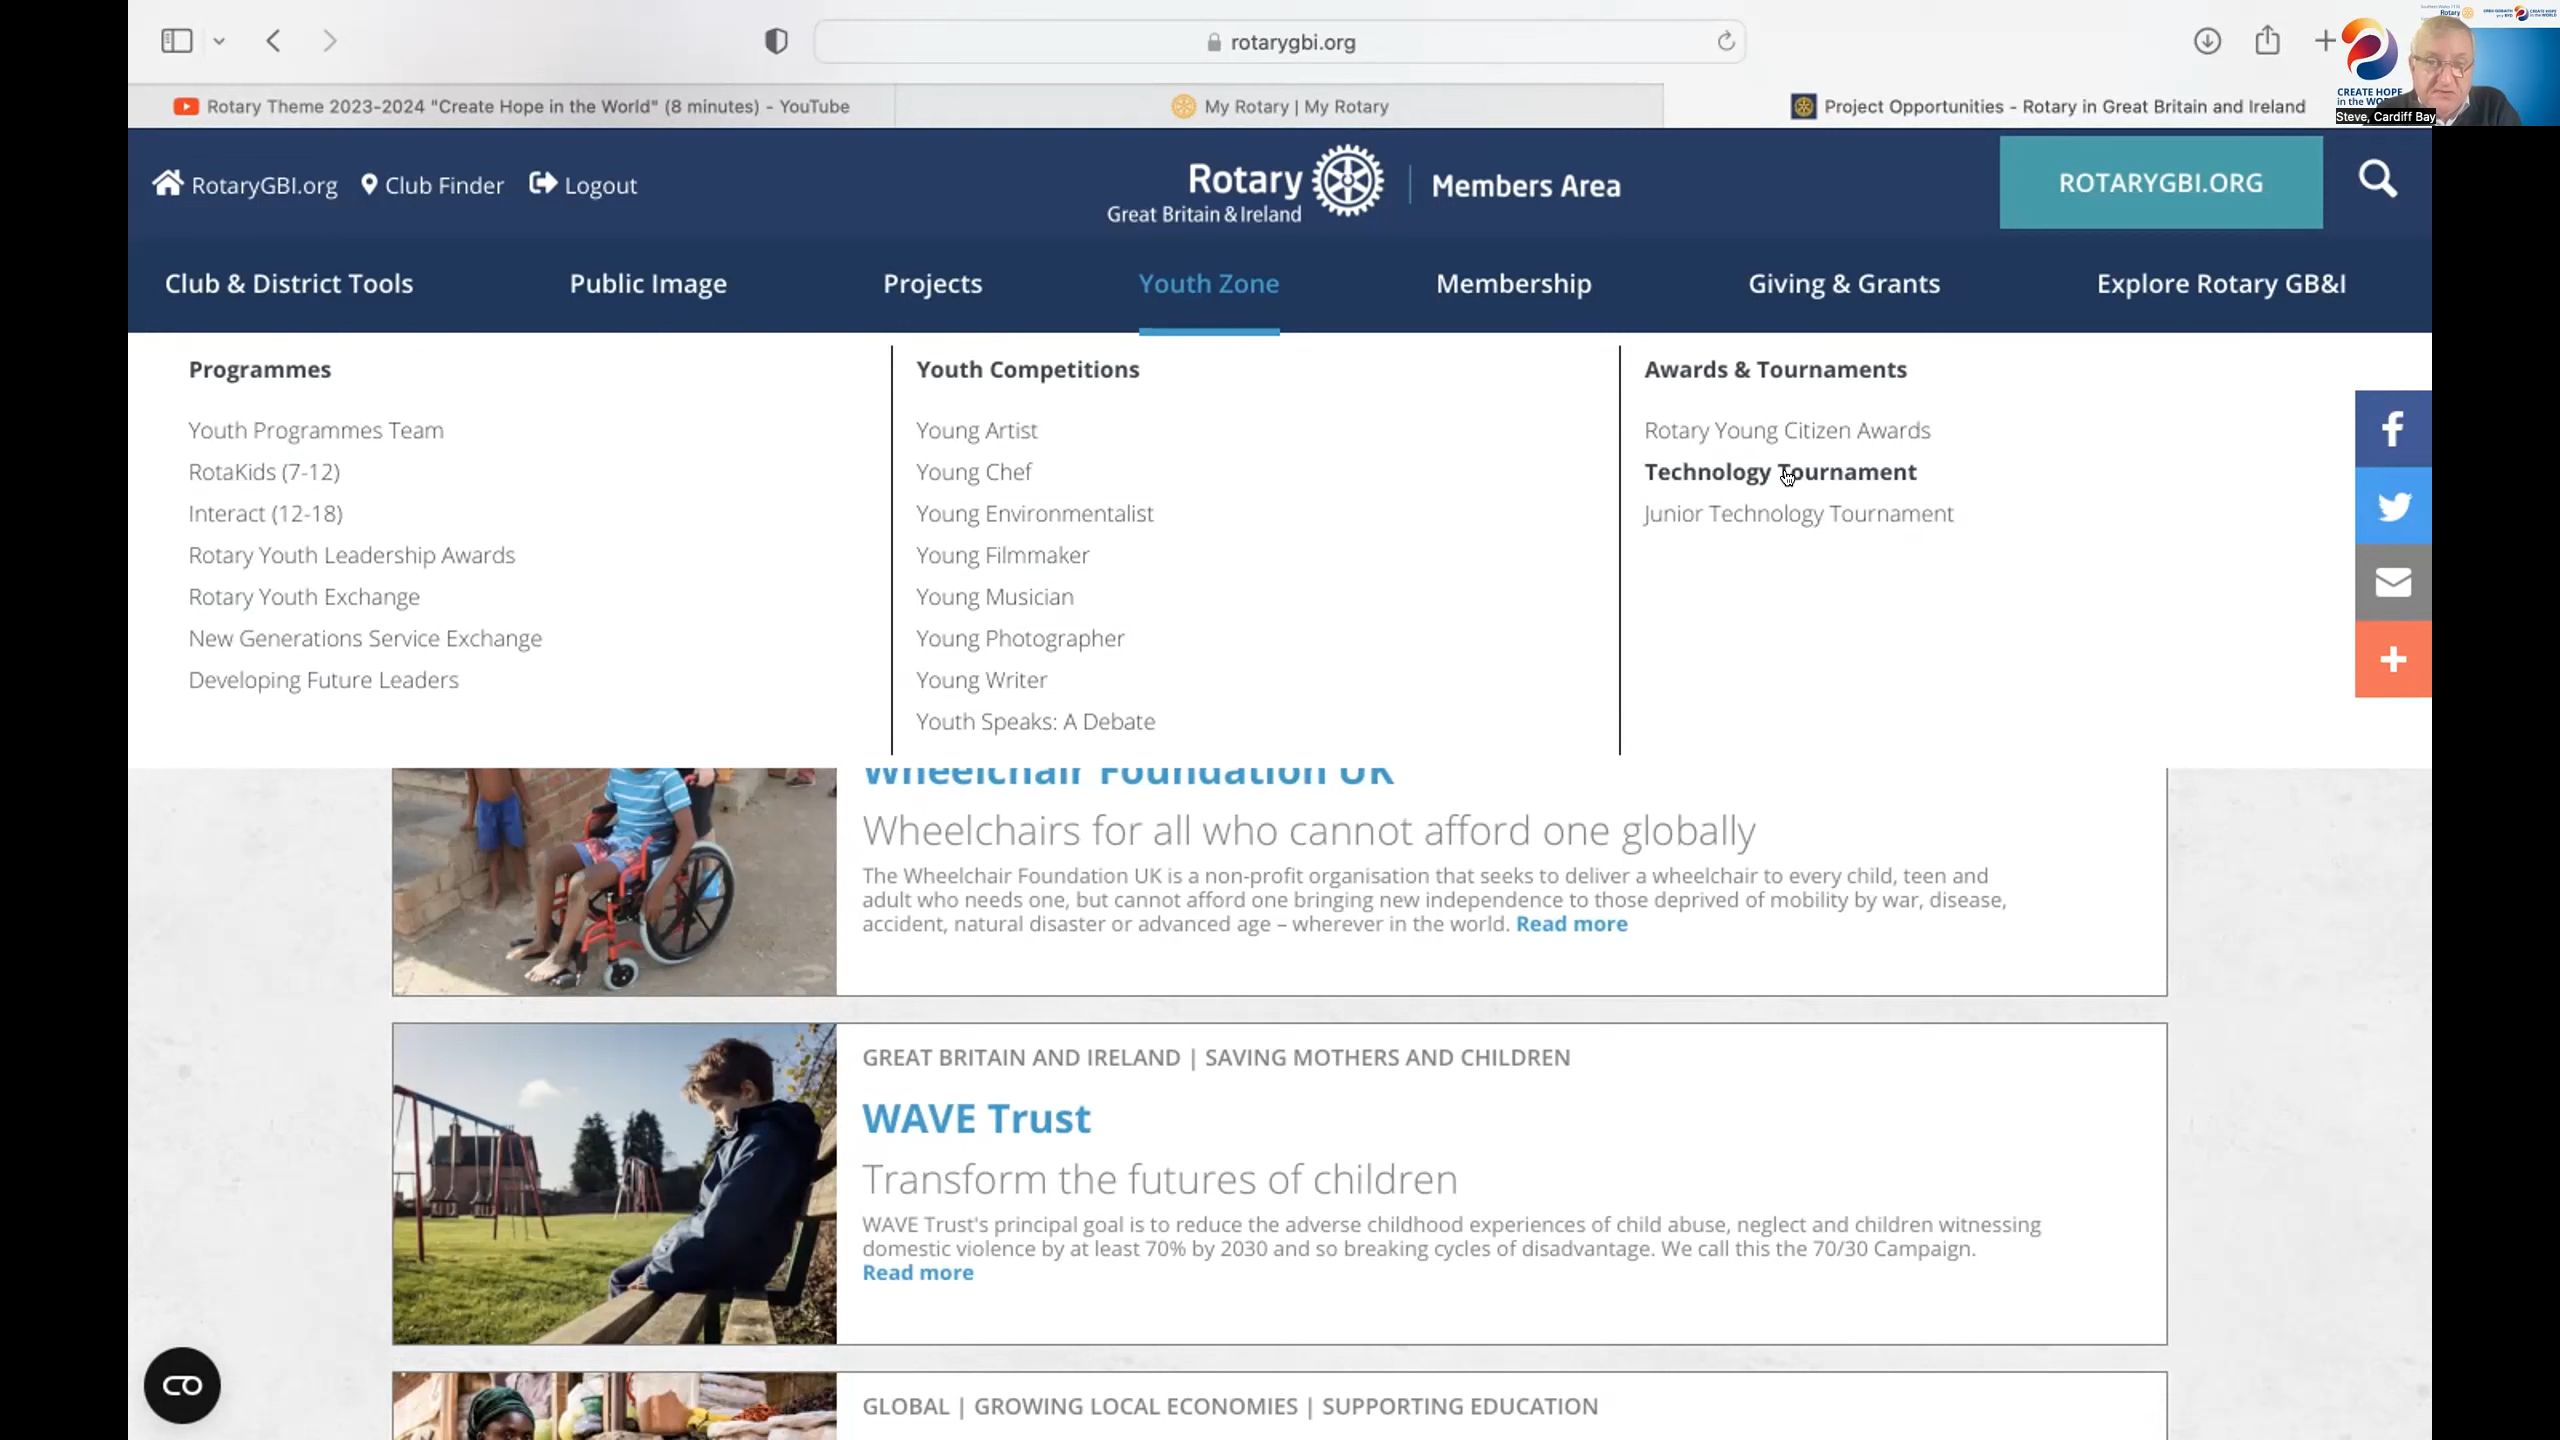 rotarygbi.org
Rotary Theme 2023-2024 "Create Hope in the World" (8 minutes) - YouTube
My Rotary | My Rotary
Project Opportunities - Rotary in Great Britain and Ireland
CREATE HOPE
in the
Steve, Cardiff Bay
RotaryGBI.org
Club Finder
Logout
Rotary
Great Britain & Ireland
Members Area
ROTARYGBI.ORG
Club & District Tools
Public Image
Projects
Youth Zone
Membership
Giving & Grants
Explore Rotary GB&I
Programmes
Youth Programmes Team
RotaKids (7-12)
Interact (12-18)
Rotary Youth Leadership Awards
Rotary Youth Exchange
New Generations Service Exchange
Developing Future Leaders
Youth Competitions
Young Artist
Young Chef
Young Environmentalist
Young Filmmaker
Young Musician
Young Photographer
Young Writer
Youth Speaks: A Debate
Awards & Tournaments
Rotary Young Citizen Awards
Technology Tournament
Junior Technology Tournament
Wheelchair Foundation UK
Wheelchairs for all who cannot afford one globally
The Wheelchair Foundation UK is a non-profit organisation that seeks to deliver a wheelchair to every child, teen and
adult who needs one, but cannot afford one bringing new independence to those deprived of mobility by war, disease,
accident, natural disaster or advanced age – wherever in the world. Read more
GREAT BRITAIN AND IRELAND | SAVING MOTHERS AND CHILDREN
WAVE Trust
Transform the futures of children
WAVE Trust's principal goal is to reduce the adverse childhood experiences of child abuse, neglect and children witnessing
domestic violence by at least 70% by 2030 and so breaking cycles of disadvantage. We call this the 70/30 Campaign.
Read more
GLOBAL | GROWING LOCAL ECONOMIES | SUPPORTING EDUCATION